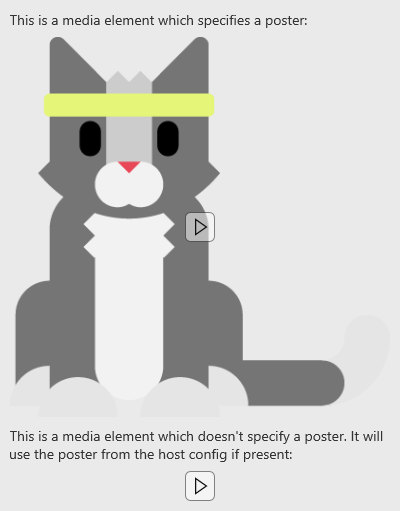 This is a media element which specifies a poster:
This is a media element which doesn't specify a poster. It will
use the poster from the host config if present: